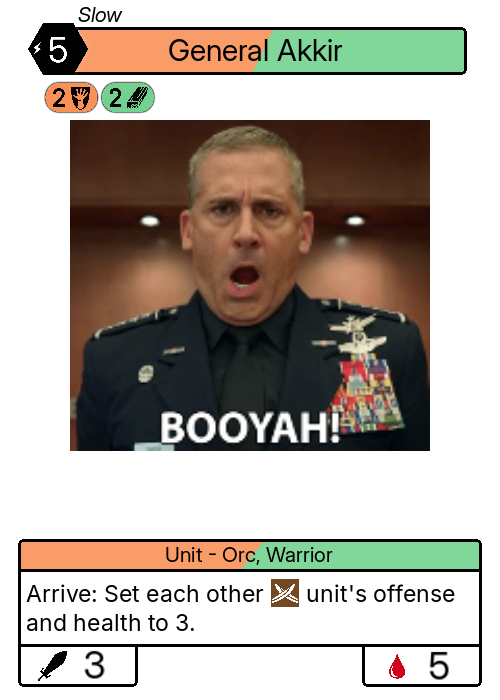 Slow
5
General Akkir
2 2
BOOYAH!
Unit - Orc, Warrior
Arrive: Set each other unit's offense
and health to 3.
3 5